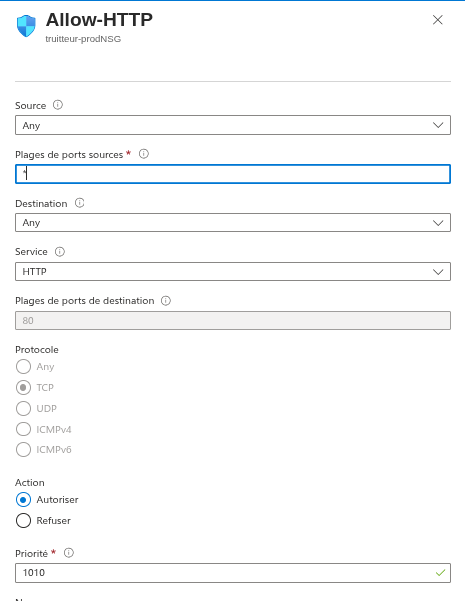 Allow-HTTP
truitteur-prodNSG
Source
Any
Plages de ports sources *
*
Destination
Any
Service
HTTP
Plages de ports de destination
80
Protocole
Any
TCP
UDP
ICMPv4
ICMPv6
Action
Autoriser
Refuser
Priorité *
1010